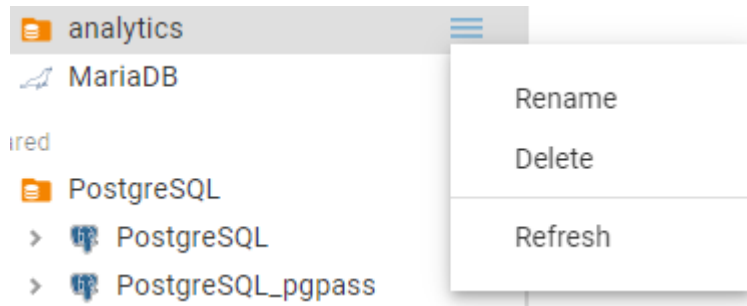 analytics
MariaDB
ared
PostgreSQL
PostgreSQL
PostgreSQL_pgpass
Rename
Delete
Refresh